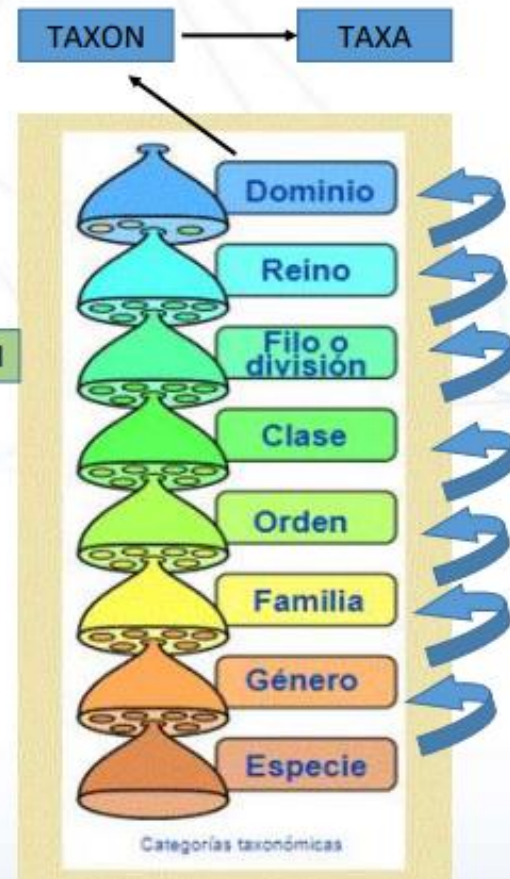 TAXON
TAXA
Dominio
Reino
Filo o
división
Clase
Orden
Familia
Género
Especie
Categorías taxonómicas